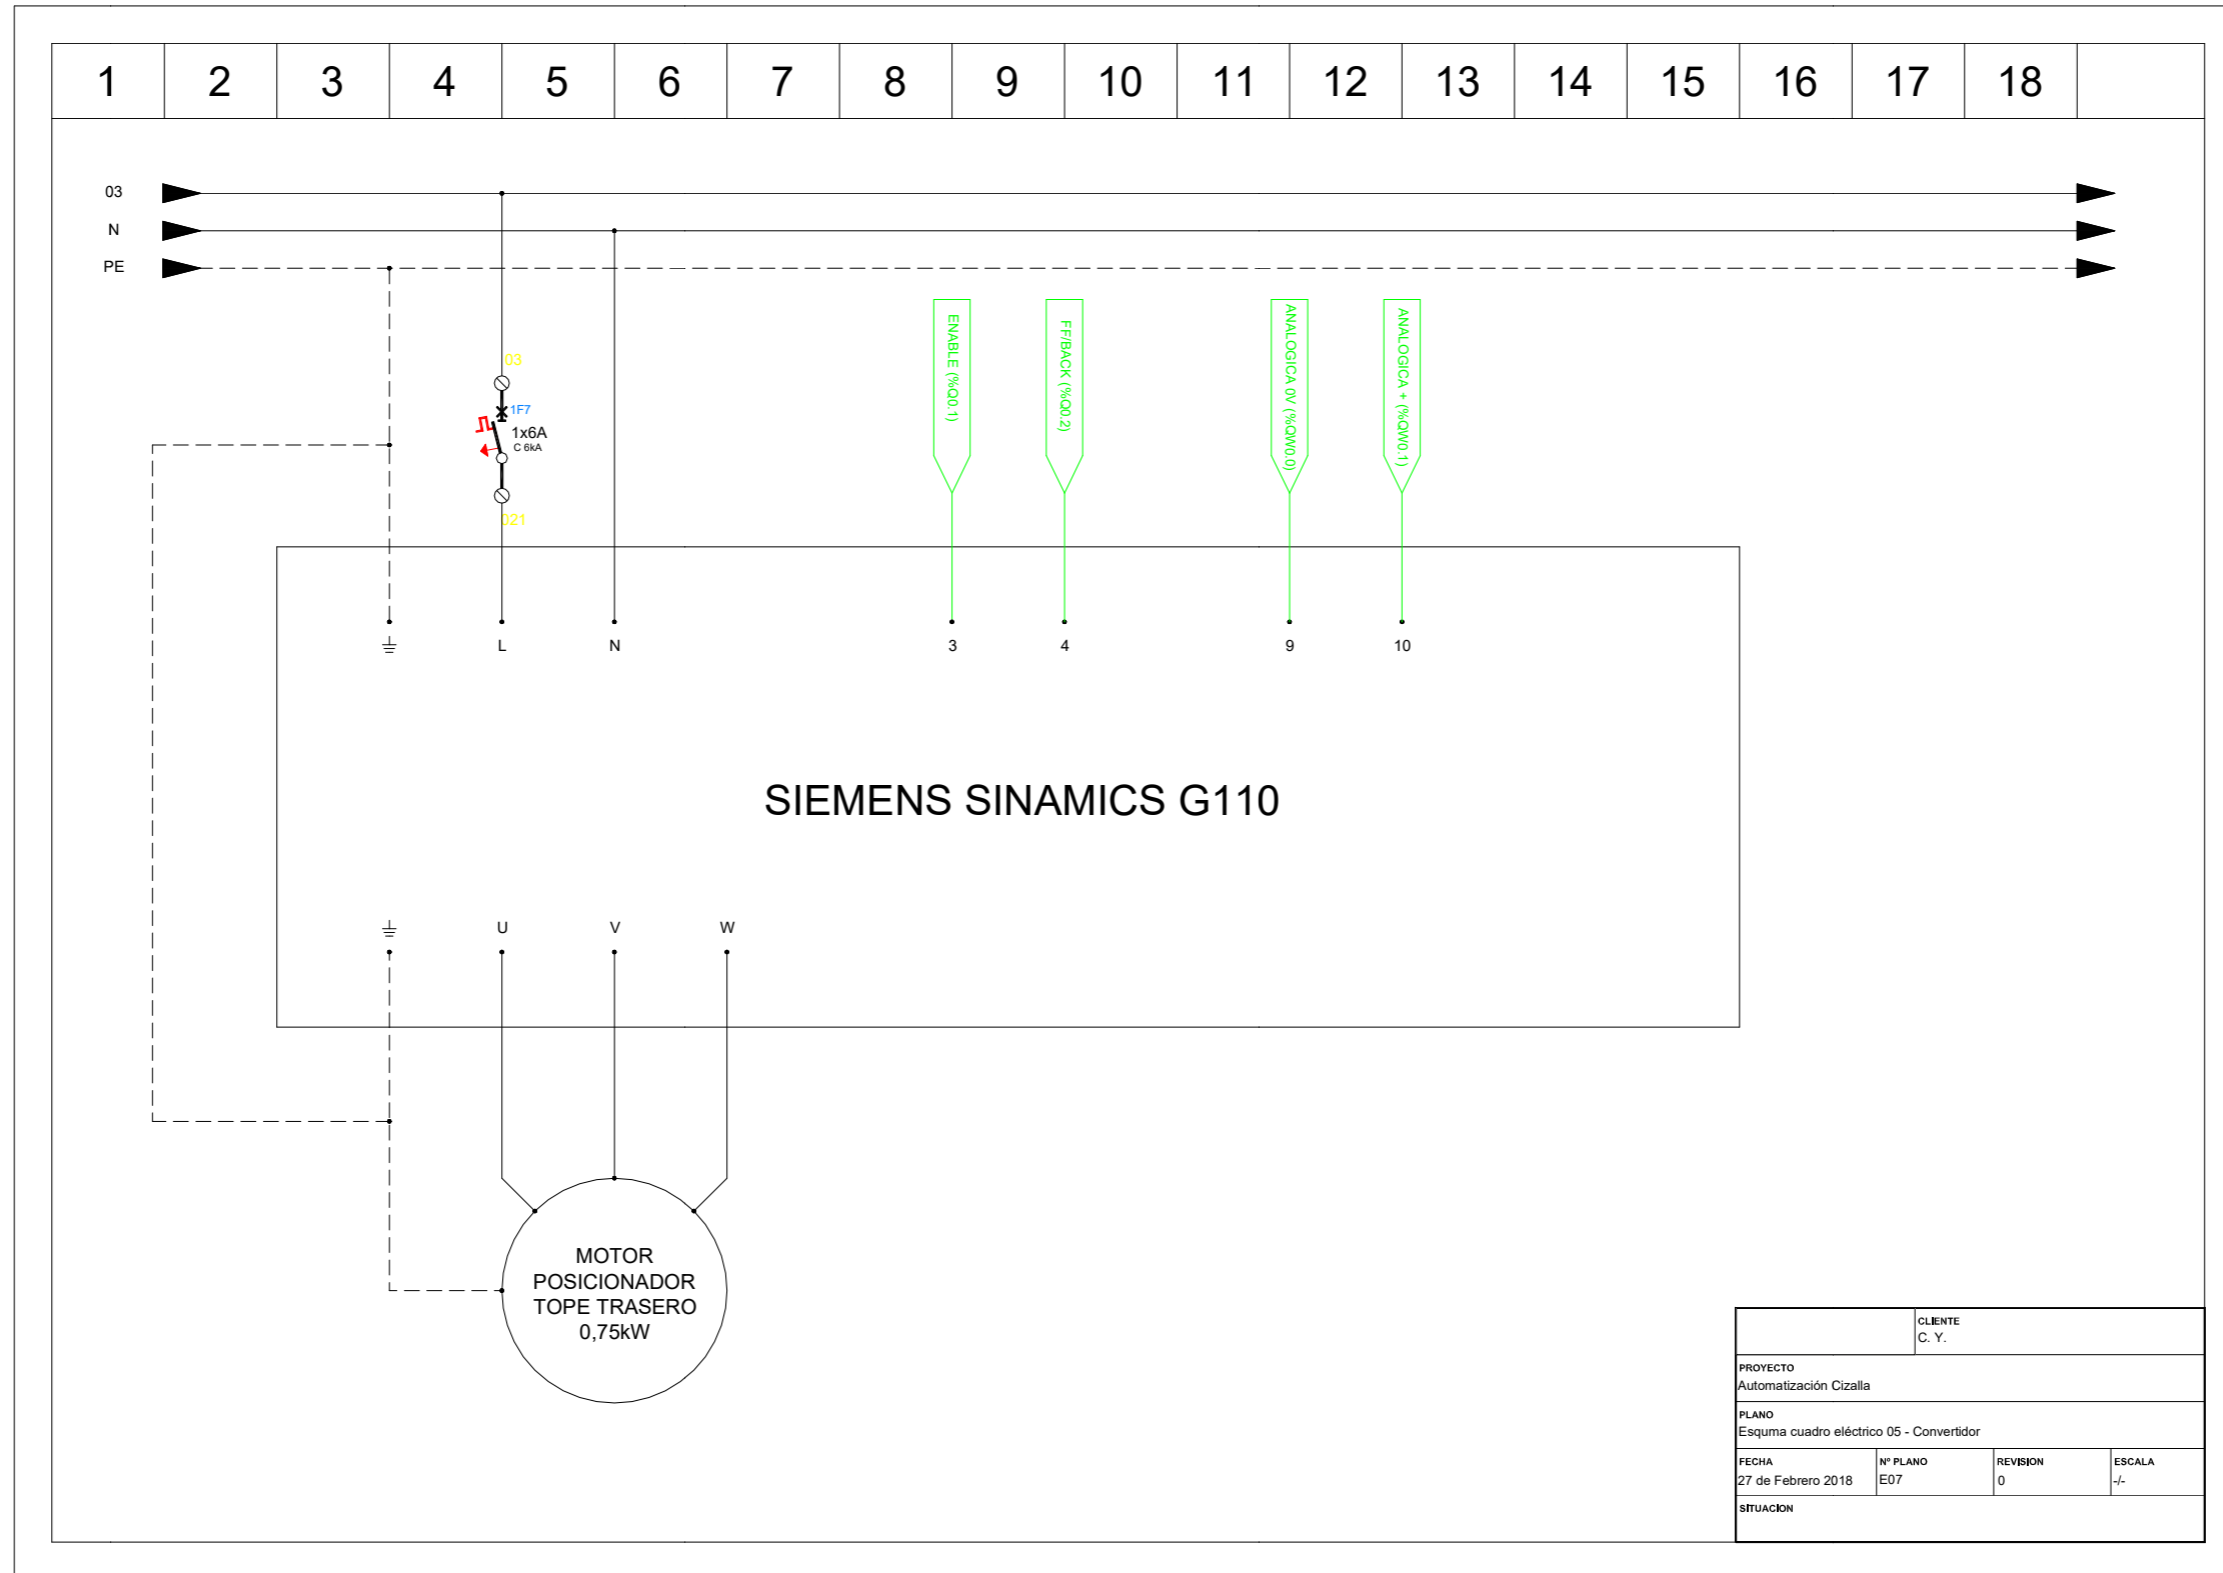 1 2 3 4 5 6 7 8 9 10 11 12 13 14 15 16 17 18
03
N
PE
ENABLE (%Q0.1)
FF/BACK (%Q0.2)
ANALOGICA 0V (%QW0.0)
ANALOGICA + (%QW0.1)
03
1F7
1x6A
C 6kA
021
L N 3 4 9 10
SIEMENS SINAMICS G110
U V W
MOTOR
POSICIONADOR
TOPE TRASERO
0,75kW
CLIENTE
C. Y.
PROYECTO
Automatización Cizalla
PLANO
Esquma cuadro eléctrico 05 - Convertidor
FECHA
27 de Febrero 2018
Nº PLANO
E07
REVISION
0
ESCALA
-/-
SITUACION